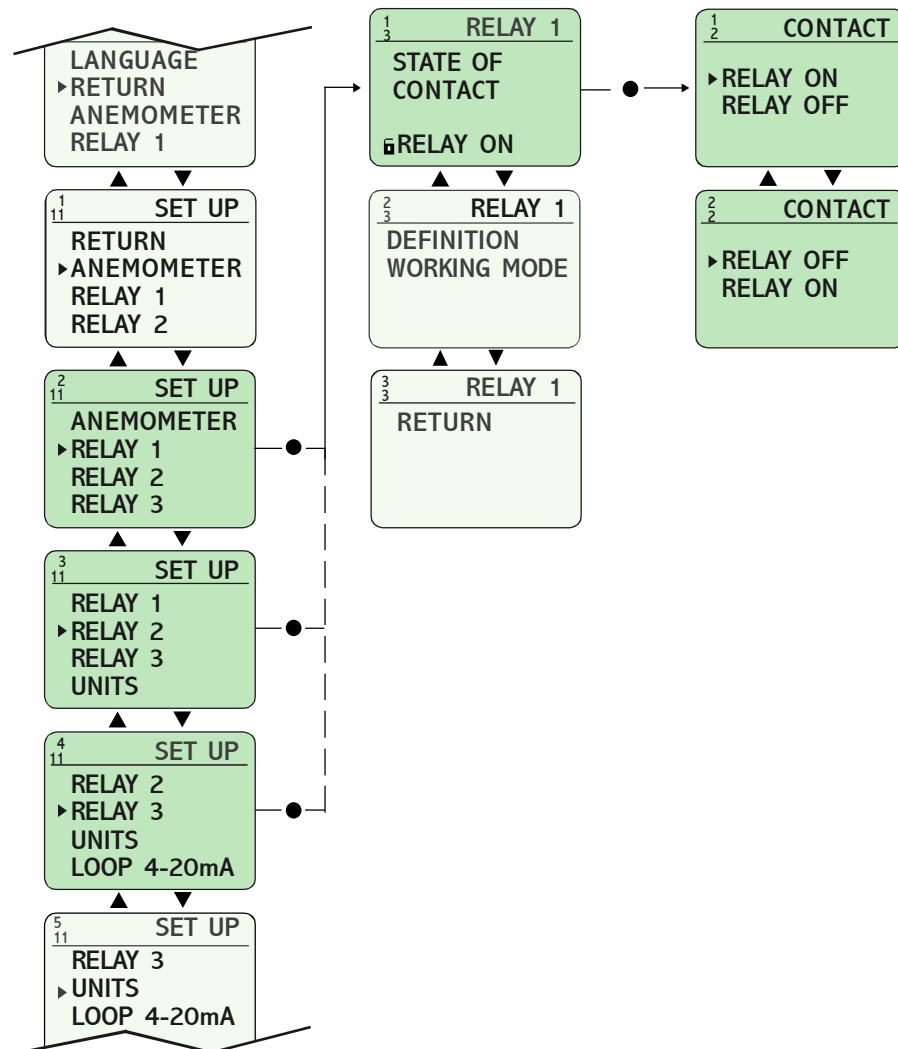 LANGUAGE
RETURN
ANEMOMETER
RELAY 1
1
11
SET UP
RETURN
ANEMOMETER
RELAY 1
RELAY 2
2
11
SET UP
ANEMOMETER
RELAY 1
RELAY 2
RELAY 3
3
11
SET UP
RELAY 1
RELAY 2
RELAY 3
UNITS
4
11
SET UP
RELAY 2
RELAY 3
UNITS
LOOP 4-20mA
5
11
SET UP
RELAY 3
UNITS
LOOP 4-20mA
1
3
RELAY 1
STATE OF
CONTACT
RELAY ON
2
3
RELAY 1
DEFINITION
WORKING MODE
3
3
RELAY 1
RETURN
1
2
CONTACT
RELAY ON
RELAY OFF
2
2
CONTACT
RELAY OFF
RELAY ON